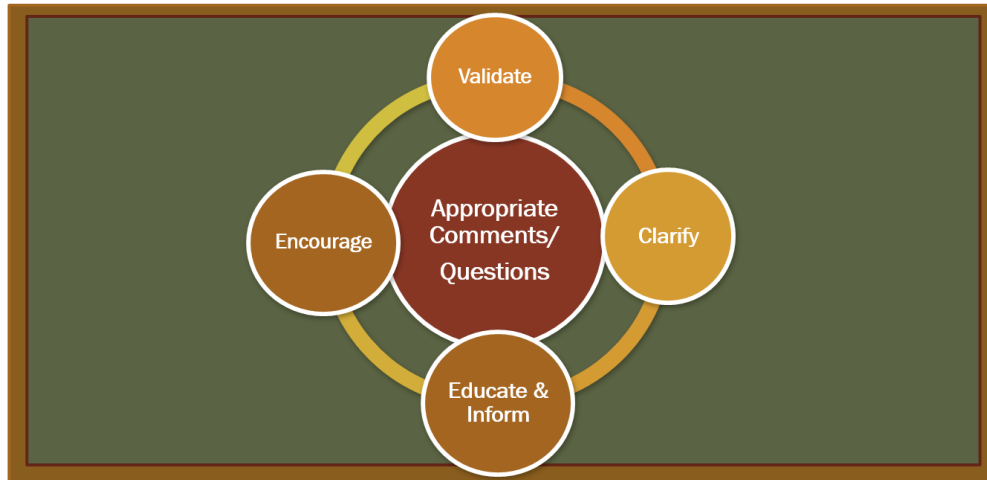 Validate
Encourage
Appropriate
Comments/
Questions
Clarify
Educate &
Inform